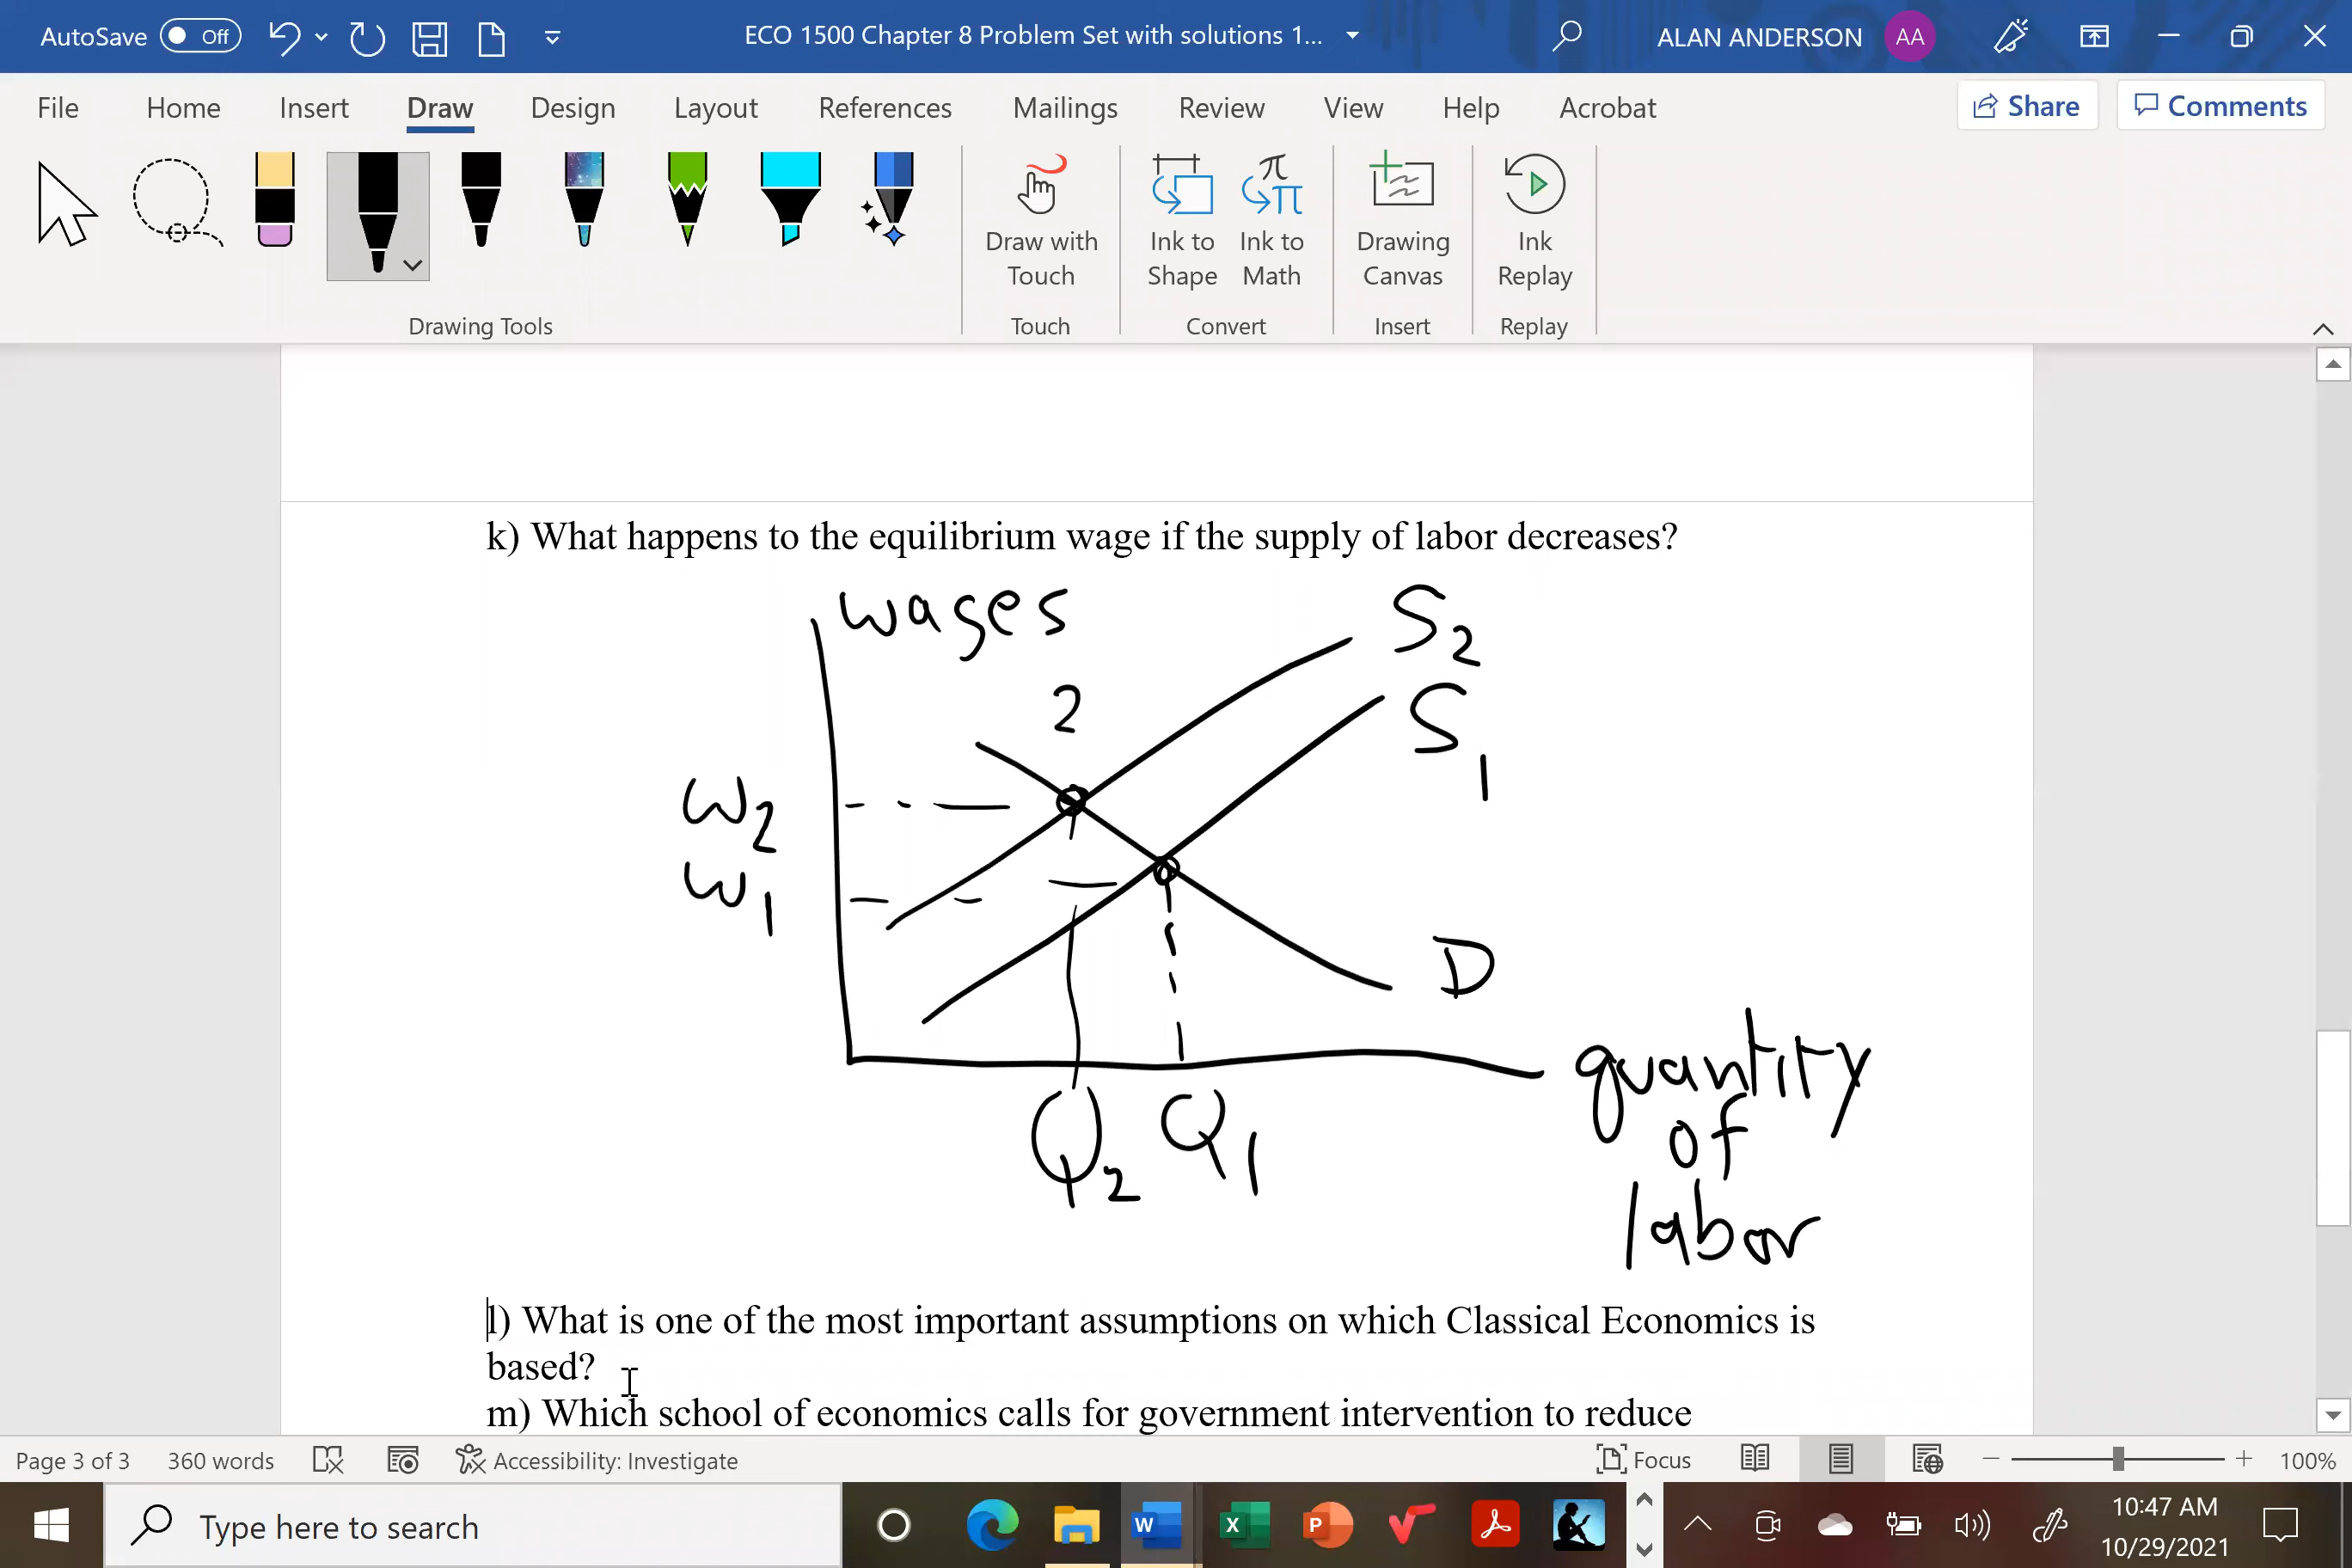 AutoSave Off ECO 1500 Chapter 8 Problem Set with solutions 1... ALAN ANDERSON AA
File Home Insert Draw Design Layout References Mailings Review View Help Acrobat Share Comments
Draw with Touch
Ink to Shape
Ink to Math
Drawing Canvas
Ink Replay
Drawing Tools Touch Convert Insert Replay
k) What happens to the equilibrium wage if the supply of labor decreases?
wages
S2
2
S1
W2
W1
D
Q2 Q1
quantity
of
labor
l) What is one of the most important assumptions on which Classical Economics is
based?
m) Which school of economics calls for government intervention to reduce
Page 3 of 3 360 words Accessibility: Investigate Focus 100%
Type here to search
10:47 AM
10/29/2021